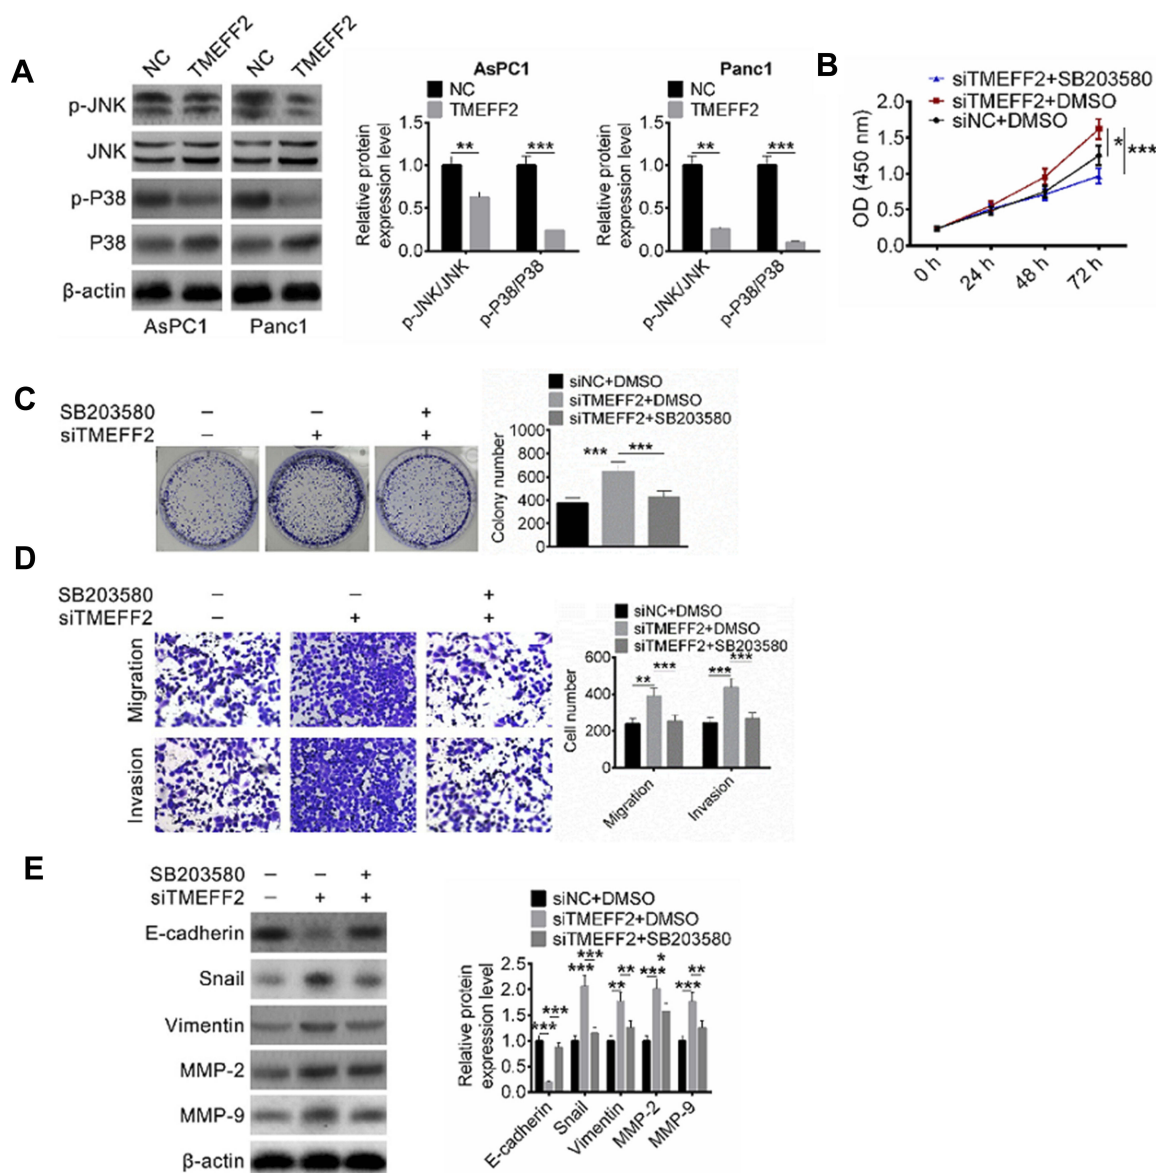 A
NC TMEFF2 NC TMEFF2
p-JNK
JNK
p-P38
P38
β-actin
AsPC1 Panc1
AsPC1
NC
TMEFF2
Relative protein
expression level
1.5
1.0
0.5
0.0
** ***
p-JNK/JNK p-P38/P38
Panc1
NC
TMEFF2
Relative protein
expression level
1.5
1.0
0.5
0.0
** ***
p-JNK/JNK p-P38/P38
B
siTMEFF2+SB203580
siTMEFF2+DMSO
siNC+DMSO
OD (450 nm)
2.0
1.5
1.0
0.5
0.0
* ***
0 h 24 h 48 h 72 h
C
SB203580 − − +
siTMEFF2 − + +
siNC+DMSO
siTMEFF2+DMSO
siTMEFF2+SB203580
Colony number
1000
800
600
400
200
0
*** ***
D
SB203580 − − +
siTMEFF2 − + +
Migration
Invasion
siNC+DMSO
siTMEFF2+DMSO
siTMEFF2+SB203580
Cell number
600
400
200
0
** *** *** ***
Migration Invasion
E
SB203580 − − +
siTMEFF2 − + +
E-cadherin
Snail
Vimentin
MMP-2
MMP-9
β-actin
siNC+DMSO
siTMEFF2+DMSO
siTMEFF2+SB203580
Relative protein
expression level
2.5
2.0
1.5
1.0
0.5
0.0
*** *** *** *** ** ** *** * *** **
E-cadherin Snail Vimentin MMP-2 MMP-9